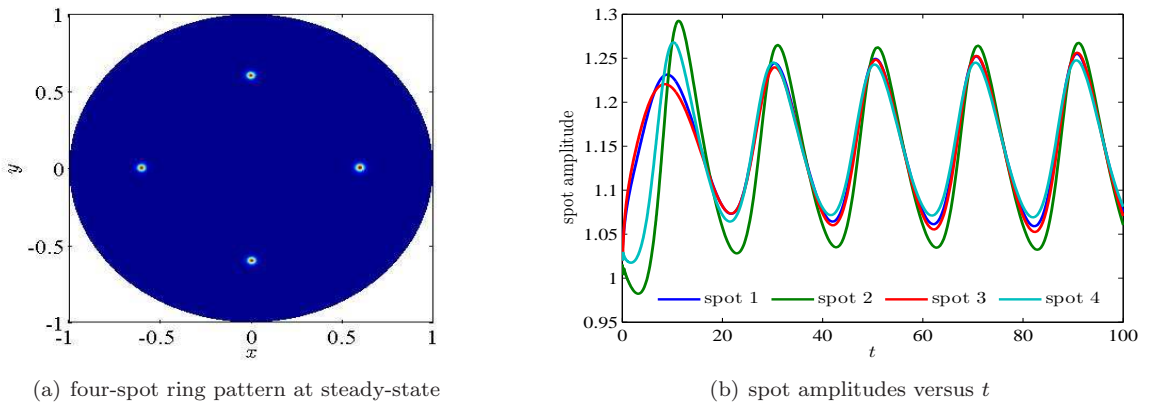 1
0.5
0
-0.5
-1
y
-1
-0.5
0
0.5
1
x
(a) four-spot ring pattern at steady-state
1.3
1.25
1.2
1.15
1.1
1.05
1
0.95
spot amplitude
spot 1 spot 2 spot 3 spot 4
0 20 40 60 80 100
t
(b) spot amplitudes versus t